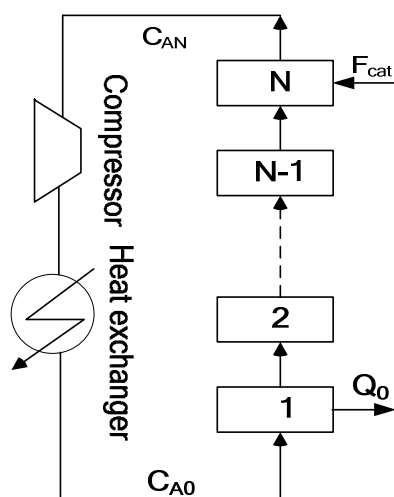 C_AN
N
F_cat
N-1
Compressor
Heat exchanger
2
1
Q_0
C_A0